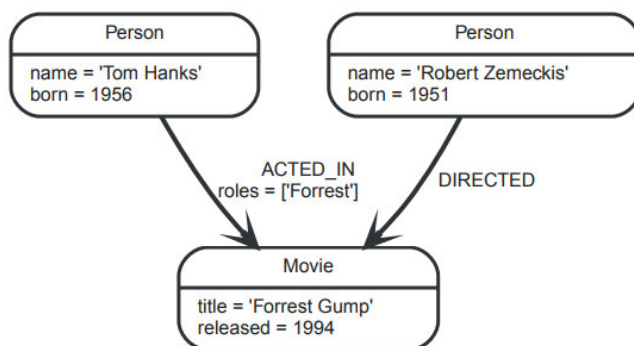 Person
name = 'Tom Hanks'
born = 1956
Person
name = 'Robert Zemeckis'
born = 1951
ACTED_IN
roles = ['Forrest']
DIRECTED
Movie
title = 'Forrest Gump'
released = 1994